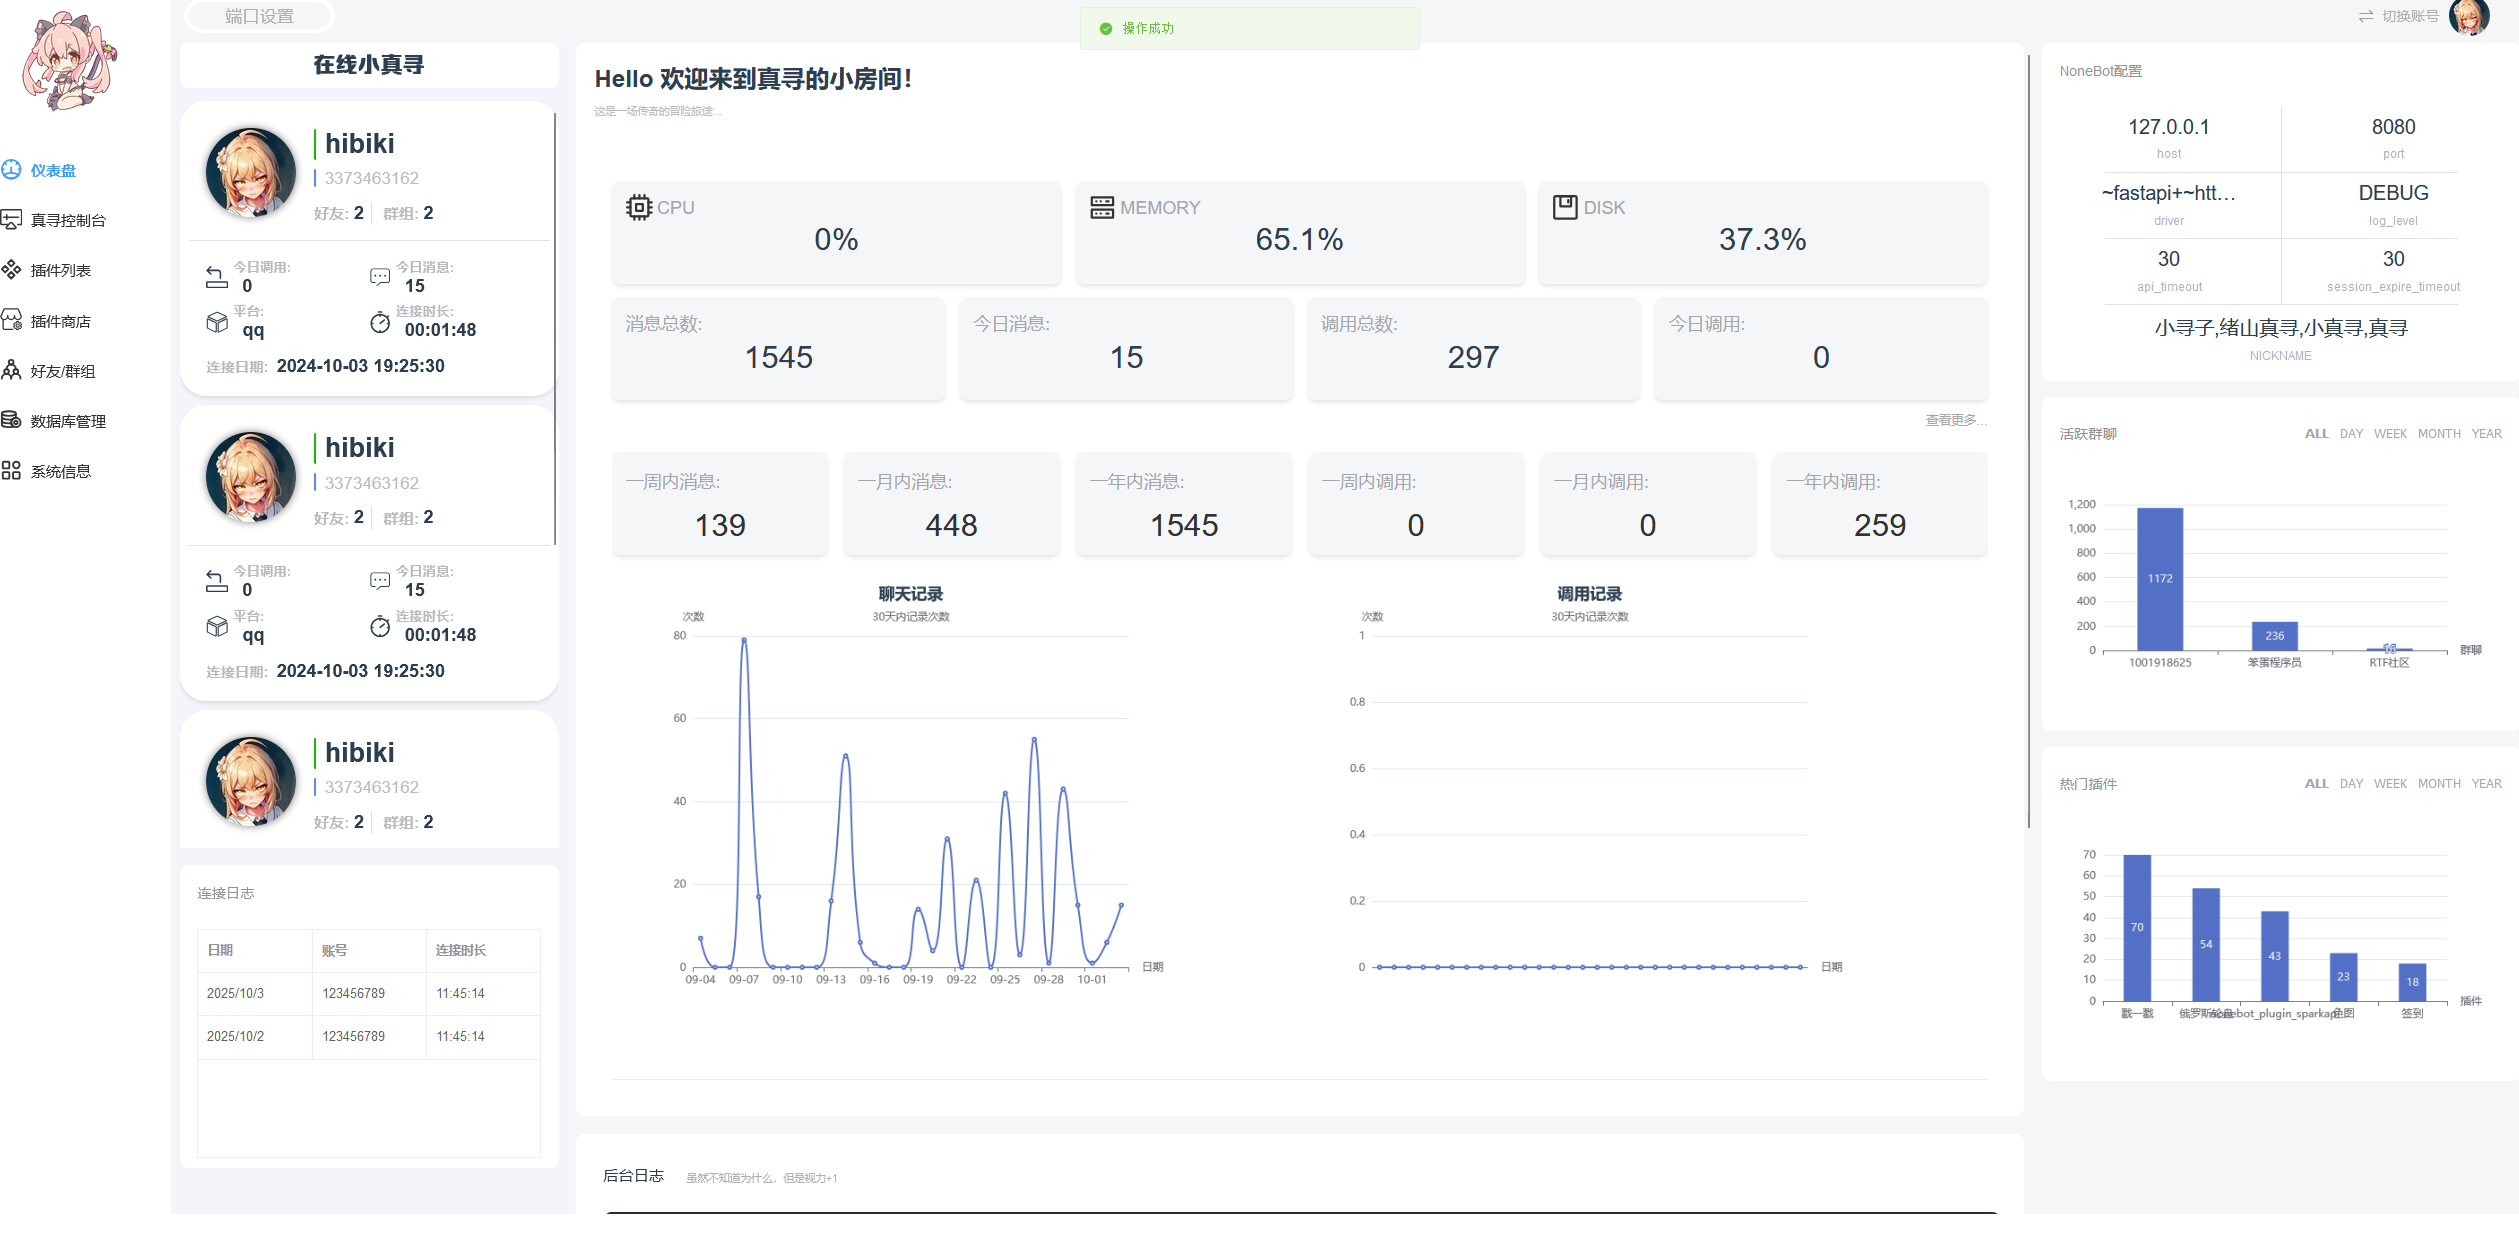 端口设置
操作成功
切换账号
仪表盘
真寻控制台
插件列表
插件商店
好友/群组
数据库管理
系统信息
在线小真寻
hibiki
3373463162
好友: 2 群组: 2
今日调用: 0
今日消息: 15
平台: qq
连接时长: 00:01:48
连接日期: 2024-10-03 19:25:30
hibiki
3373463162
好友: 2 群组: 2
今日调用: 0
今日消息: 15
平台: qq
连接时长: 00:01:48
连接日期: 2024-10-03 19:25:30
hibiki
3373463162
好友: 2 群组: 2
连接日志
日期 账号 连接时长
2025/10/3 123456789 11:45:14
2025/10/2 123456789 11:45:14
Hello 欢迎来到真寻的小房间!
这是一场传奇的冒险旅途...
CPU
0%
MEMORY
65.1%
DISK
37.3%
消息总数:
1545
今日消息:
15
调用总数:
297
今日调用:
0
查看更多...
一周内消息:
139
一月内消息:
448
一年内消息:
1545
一周内调用:
0
一月内调用:
0
一年内调用:
259
聊天记录
30天内记录次数
次数
80
60
40
20
0
09-04 09-07 09-10 09-13 09-16 09-19 09-22 09-25 09-28 10-01
日期
调用记录
30天内记录次数
次数
1
0.8
0.6
0.4
0.2
0
日期
后台日志 虽然不知道为什么，但是视力+1
NoneBot配置
127.0.0.1
host
8080
port
~fastapi+~htt...
driver
DEBUG
log_level
30
api_timeout
30
session_expire_timeout
小寻子,绪山真寻,小真寻,真寻
NICKNAME
活跃群聊
ALL DAY WEEK MONTH YEAR
1,200
1,000
800
600
400
200
0
1172
236
16
1001918625 笨蛋程序员 RTF社区
群聊
热门插件
ALL DAY WEEK MONTH YEAR
70
60
50
40
30
20
10
0
70
54
43
23
18
戳一戳 俄罗斯轮盘 nonebot_plugin_sparkapi 色图 签到
插件